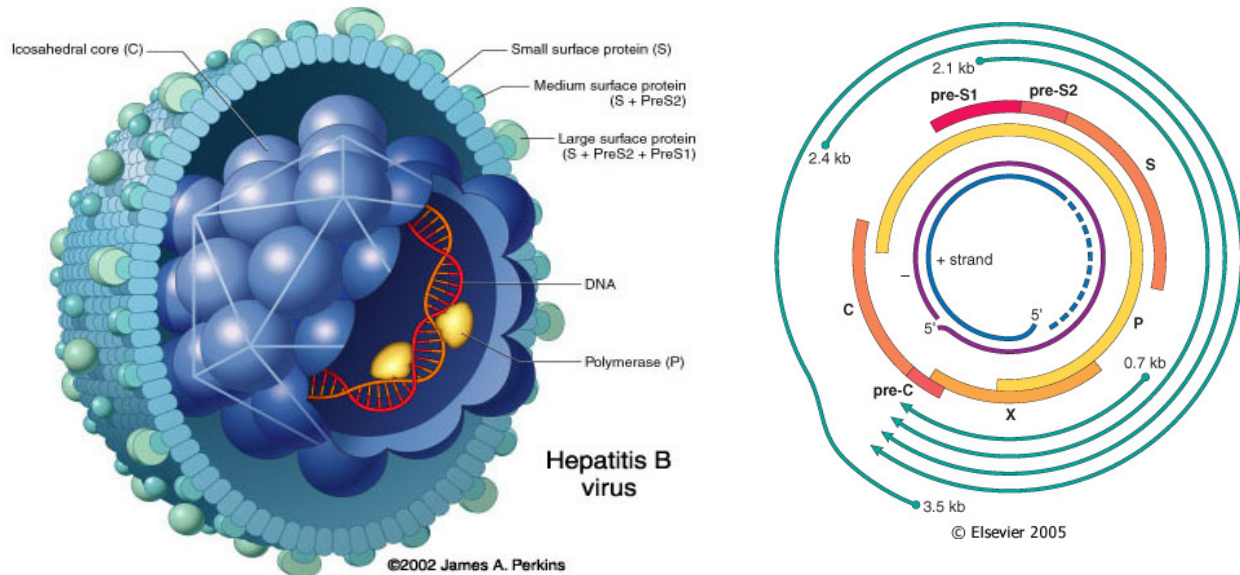 Icosahedral core (C)
Small surface protein (S)
Medium surface protein
(S + PreS2)
Large surface protein
(S + PreS2 + PreS1)
DNA
Polymerase (P)
Hepatitis B
virus
©2002 James A. Perkins
2.1 kb
pre-S1
pre-S2
2.4 kb
S
+ strand
–
C
5'
5'
P
0.7 kb
pre-C
X
3.5 kb
© Elsevier 2005